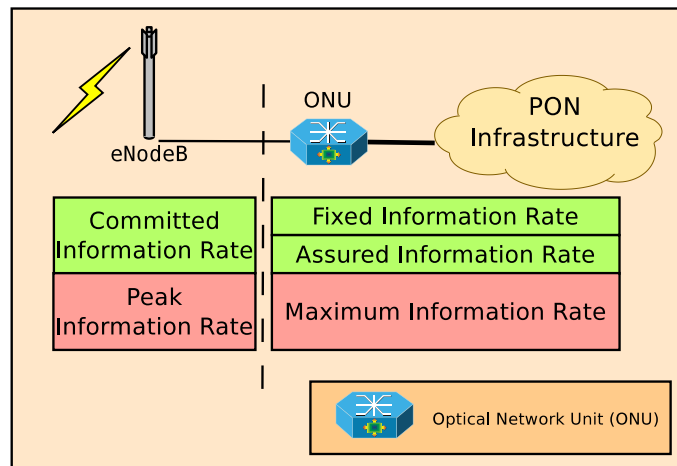 ONU
PON
Infrastructure
eNodeB
Committed
Information Rate
Fixed Information Rate
Assured Information Rate
Peak
Information Rate
Maximum Information Rate
Optical Network Unit (ONU)